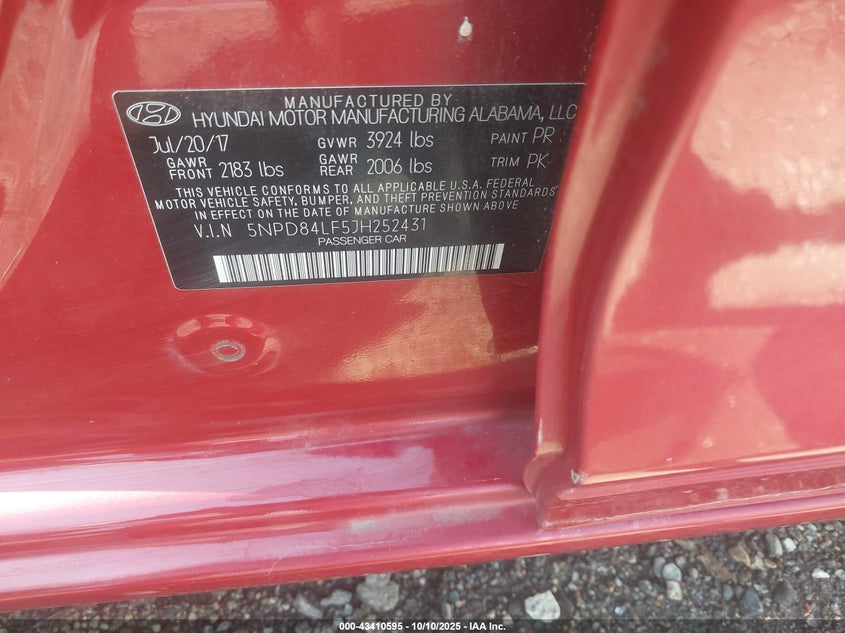 MANUFACTURED BY
HYUNDAI MOTOR MANUFACTURING ALABAMA, LLC
Jul/20/17 GVWR 3924 lbs PAINT PR
GAWR FRONT 2183 lbs GAWR REAR 2006 lbs TRIM PK
THIS VEHICLE CONFORMS TO ALL APPLICABLE U.S.A. FEDERAL
MOTOR VEHICLE SAFETY, BUMPER, AND THEFT PREVENTION STANDARDS
IN EFFECT ON THE DATE OF MANUFACTURE SHOWN ABOVE
V.I.N 5NPD84LF5JH252431
PASSENGER CAR
000-43410595 - 10/10/2025 - IAA Inc.